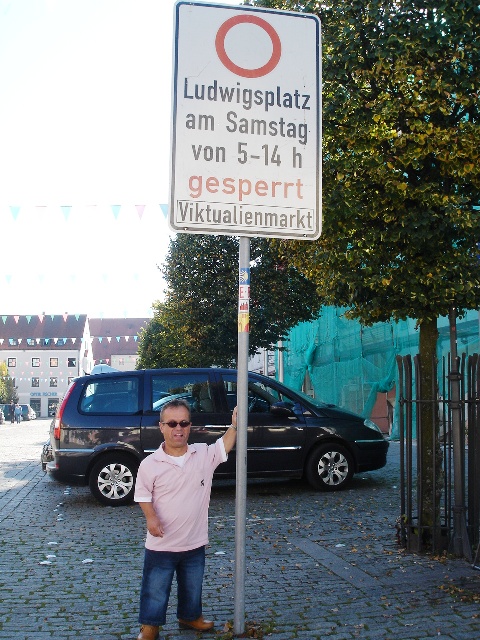 Ludwigsplatz
am Samstag
von 5-14 h
gesperrt
Viktualienmarkt